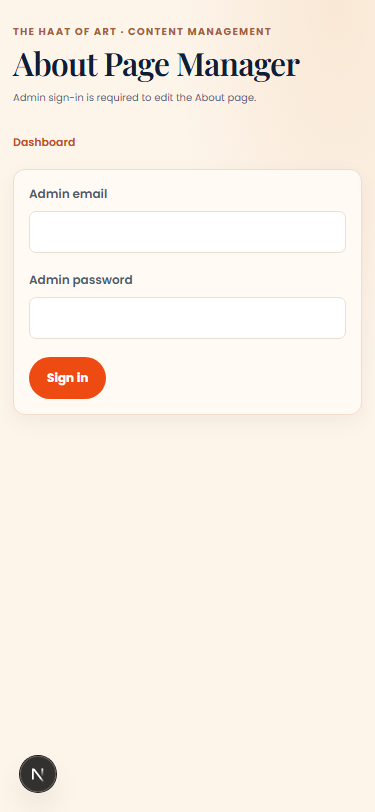 THE HAAT OF ART · CONTENT MANAGEMENT
About Page Manager
Admin sign-in is required to edit the About page.
Dashboard
Admin email
Admin password
Sign in
N